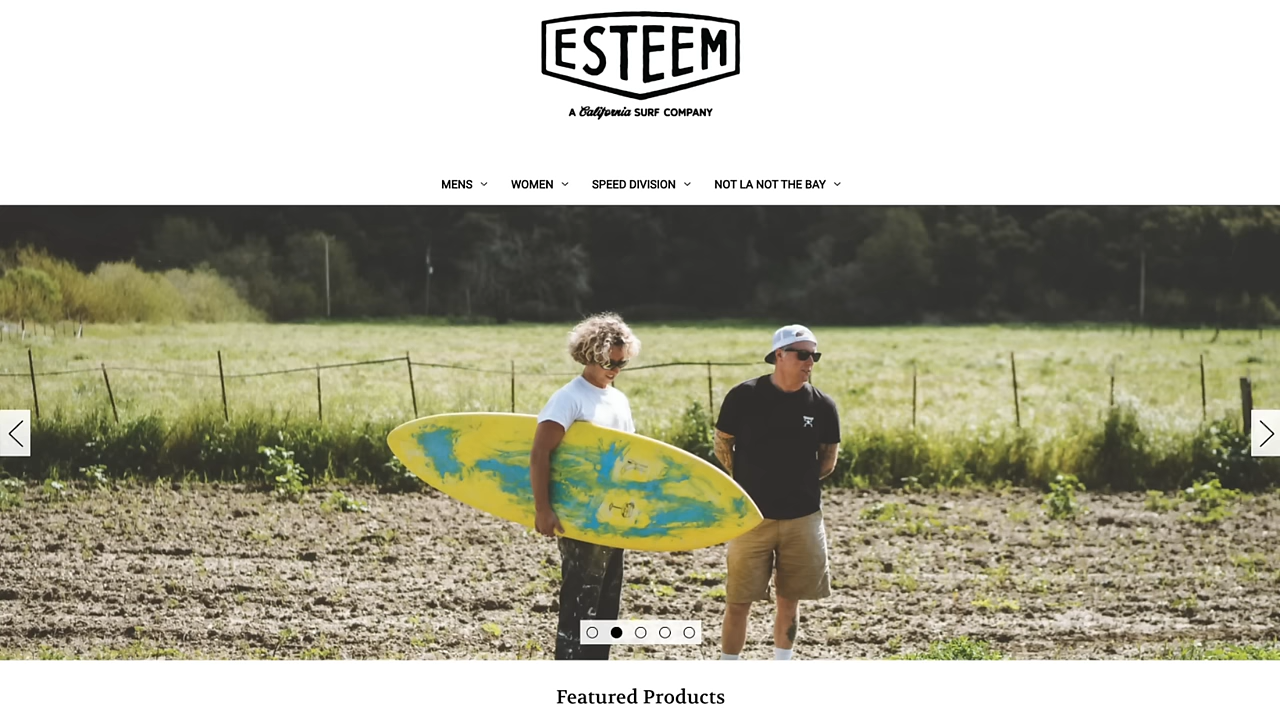 ESTEEM
A California SURF COMPANY
MENS
WOMEN
SPEED DIVISION
NOT LA NOT THE BAY
Featured Products